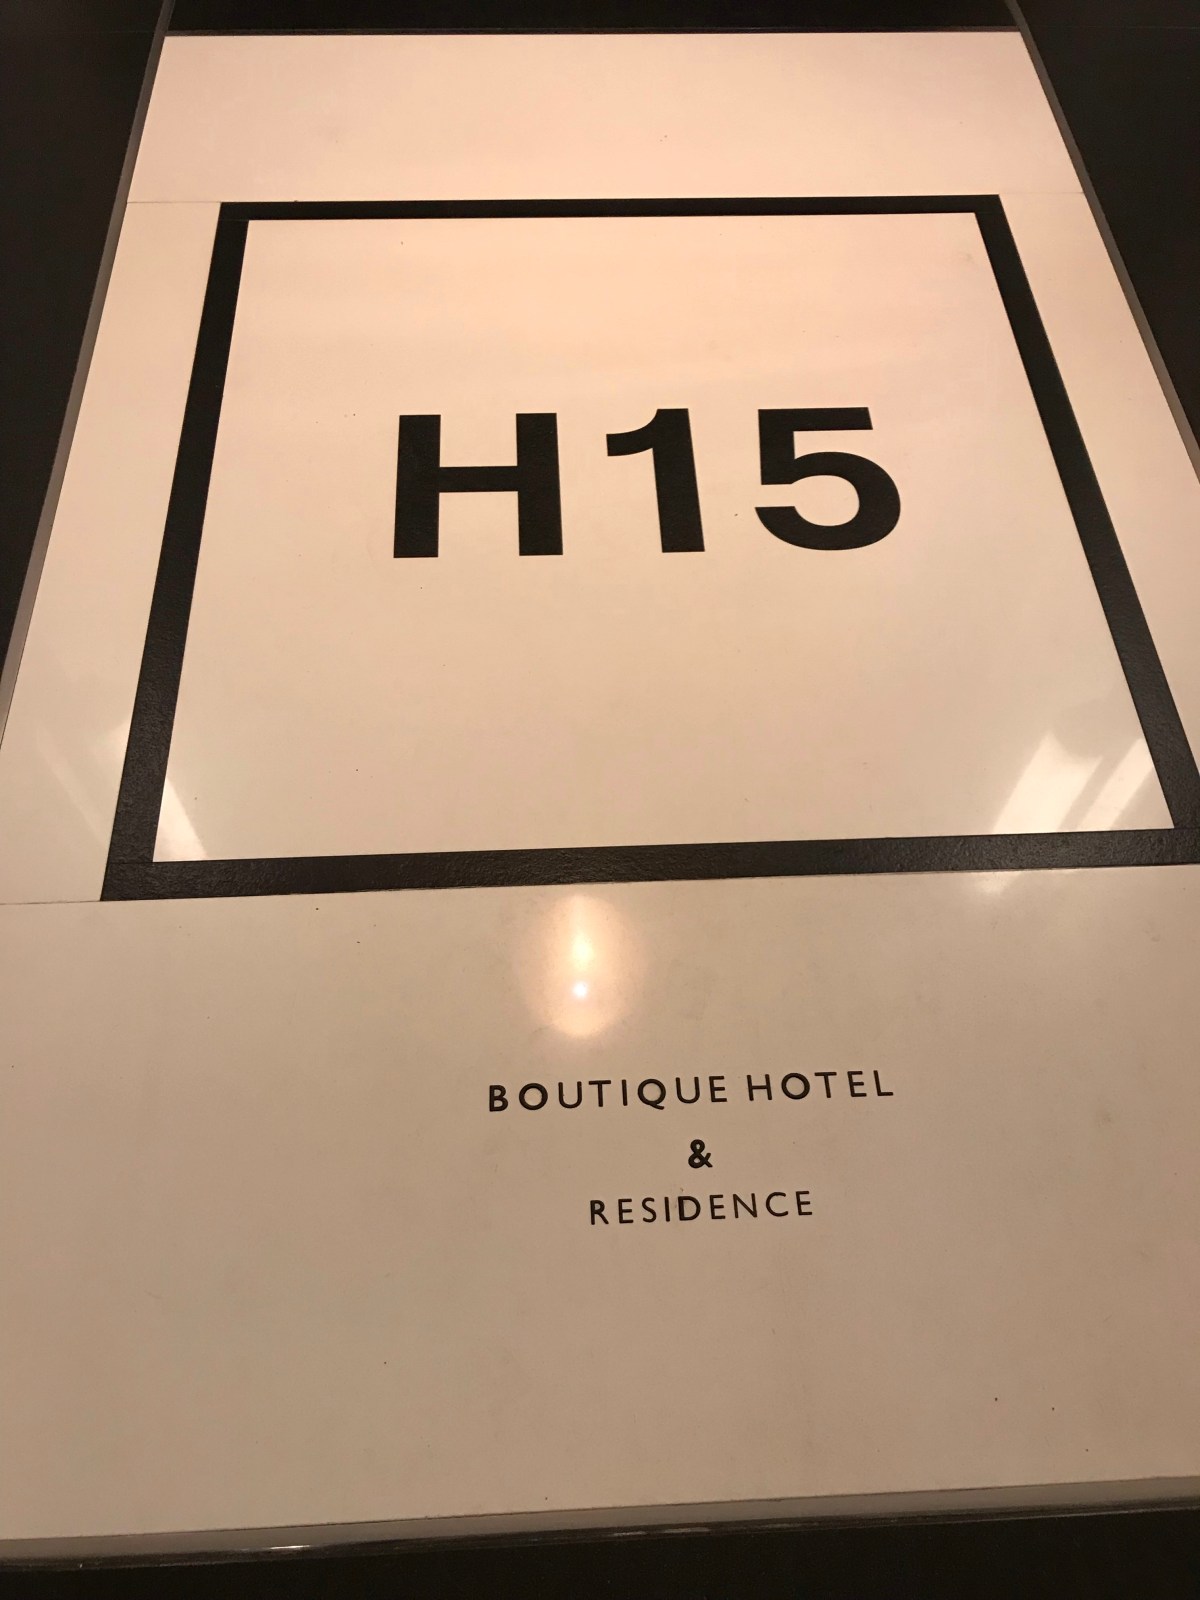 H15
BOUTIQUE HOTEL
&
RESIDENCE